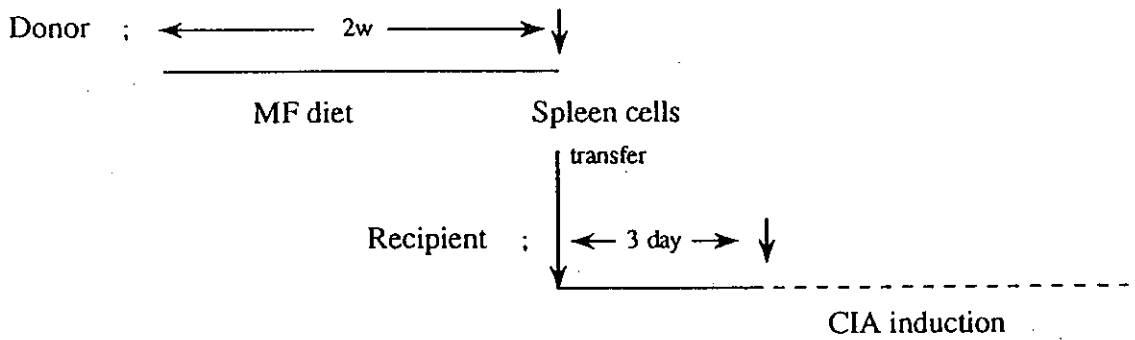 Donor ; 2w
MF diet Spleen cells
transfer
Recipient ; 3 day
CIA induction